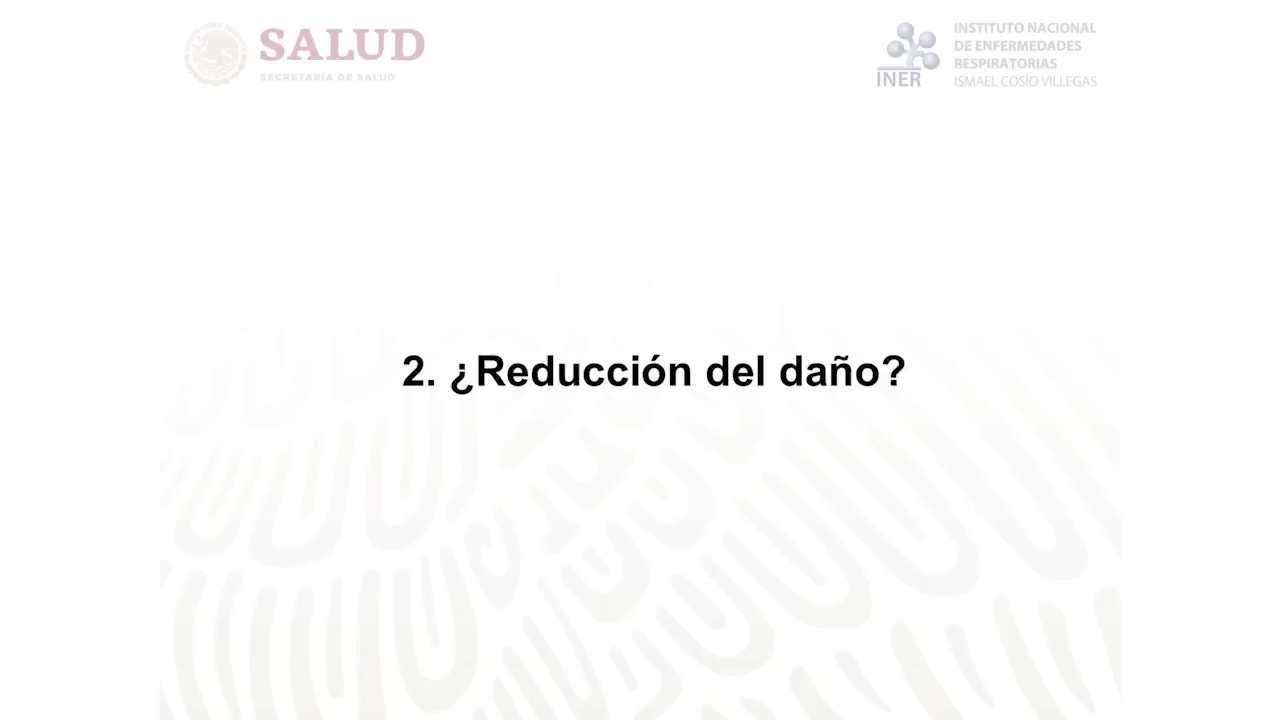 SALUD
SECRETARÍA DE SALUD
INER
INSTITUTO NACIONAL
DE ENFERMEDADES
RESPIRATORIAS
ISMAEL COSÍO VILLEGAS
2. ¿Reducción del daño?